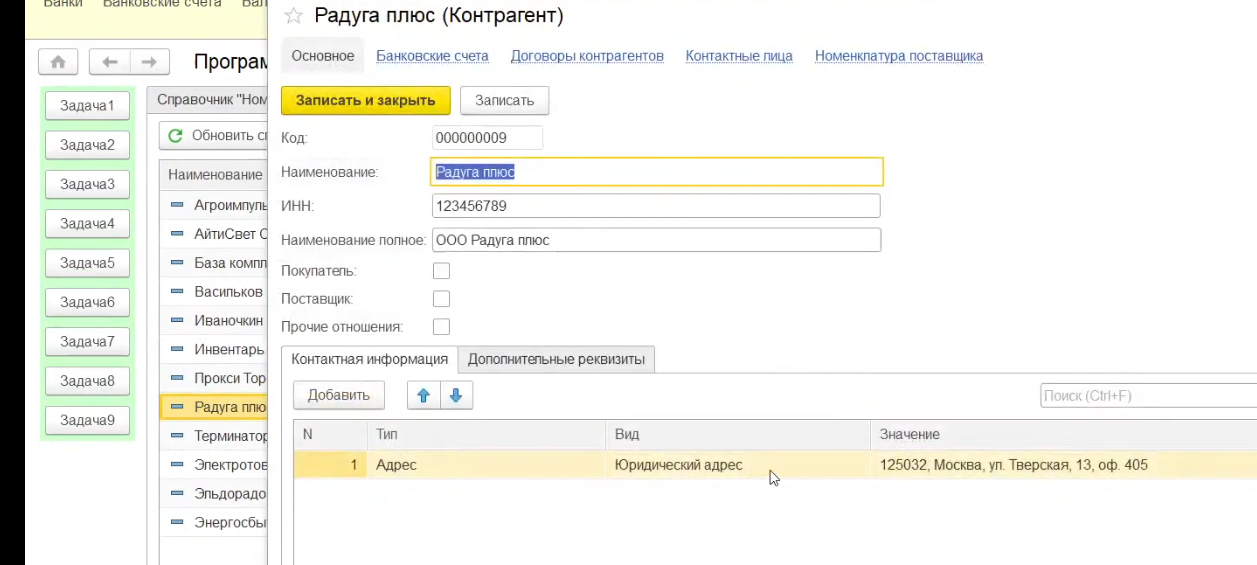 Банки Банковские счета Вал
Радуга плюс (Контрагент)
Програм
Основное Банковские счета Договоры контрагентов Контактные лица Номенклатура поставщика
Задача1
Задача2
Задача3
Задача4
Задача5
Задача6
Задача7
Задача8
Задача9
Справочник "Ном
Обновить сп
Наименование
Агроимпуль
АйтиСвет О
База компл
Васильков
Иваночкин
Инвентарь
Прокси Тор
Радуга плю
Терминатор
Электротов
Эльдорадо
Энергосбы
Записать и закрыть Записать
Код: 000000009
Наименование: Радуга плюс
ИНН: 123456789
Наименование полное: ООО Радуга плюс
Покупатель:
Поставщик:
Прочие отношения:
Контактная информация Дополнительные реквизиты
Добавить Поиск (Ctrl+F)
N Тип Вид Значение
1 Адрес Юридический адрес 125032, Москва, ул. Тверская, 13, оф. 405